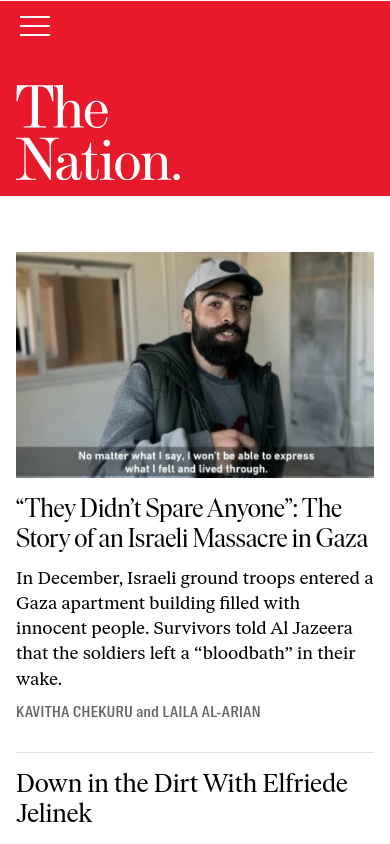 The
Nation.
No matter what I say, I won't be able to express
what I felt and lived through.
“They Didn’t Spare Anyone”: The
Story of an Israeli Massacre in Gaza
In December, Israeli ground troops entered a
Gaza apartment building filled with
innocent people. Survivors told Al Jazeera
that the soldiers left a “bloodbath” in their
wake.
KAVITHA CHEKURU and LAILA AL-ARIAN
Down in the Dirt With Elfriede
Jelinek